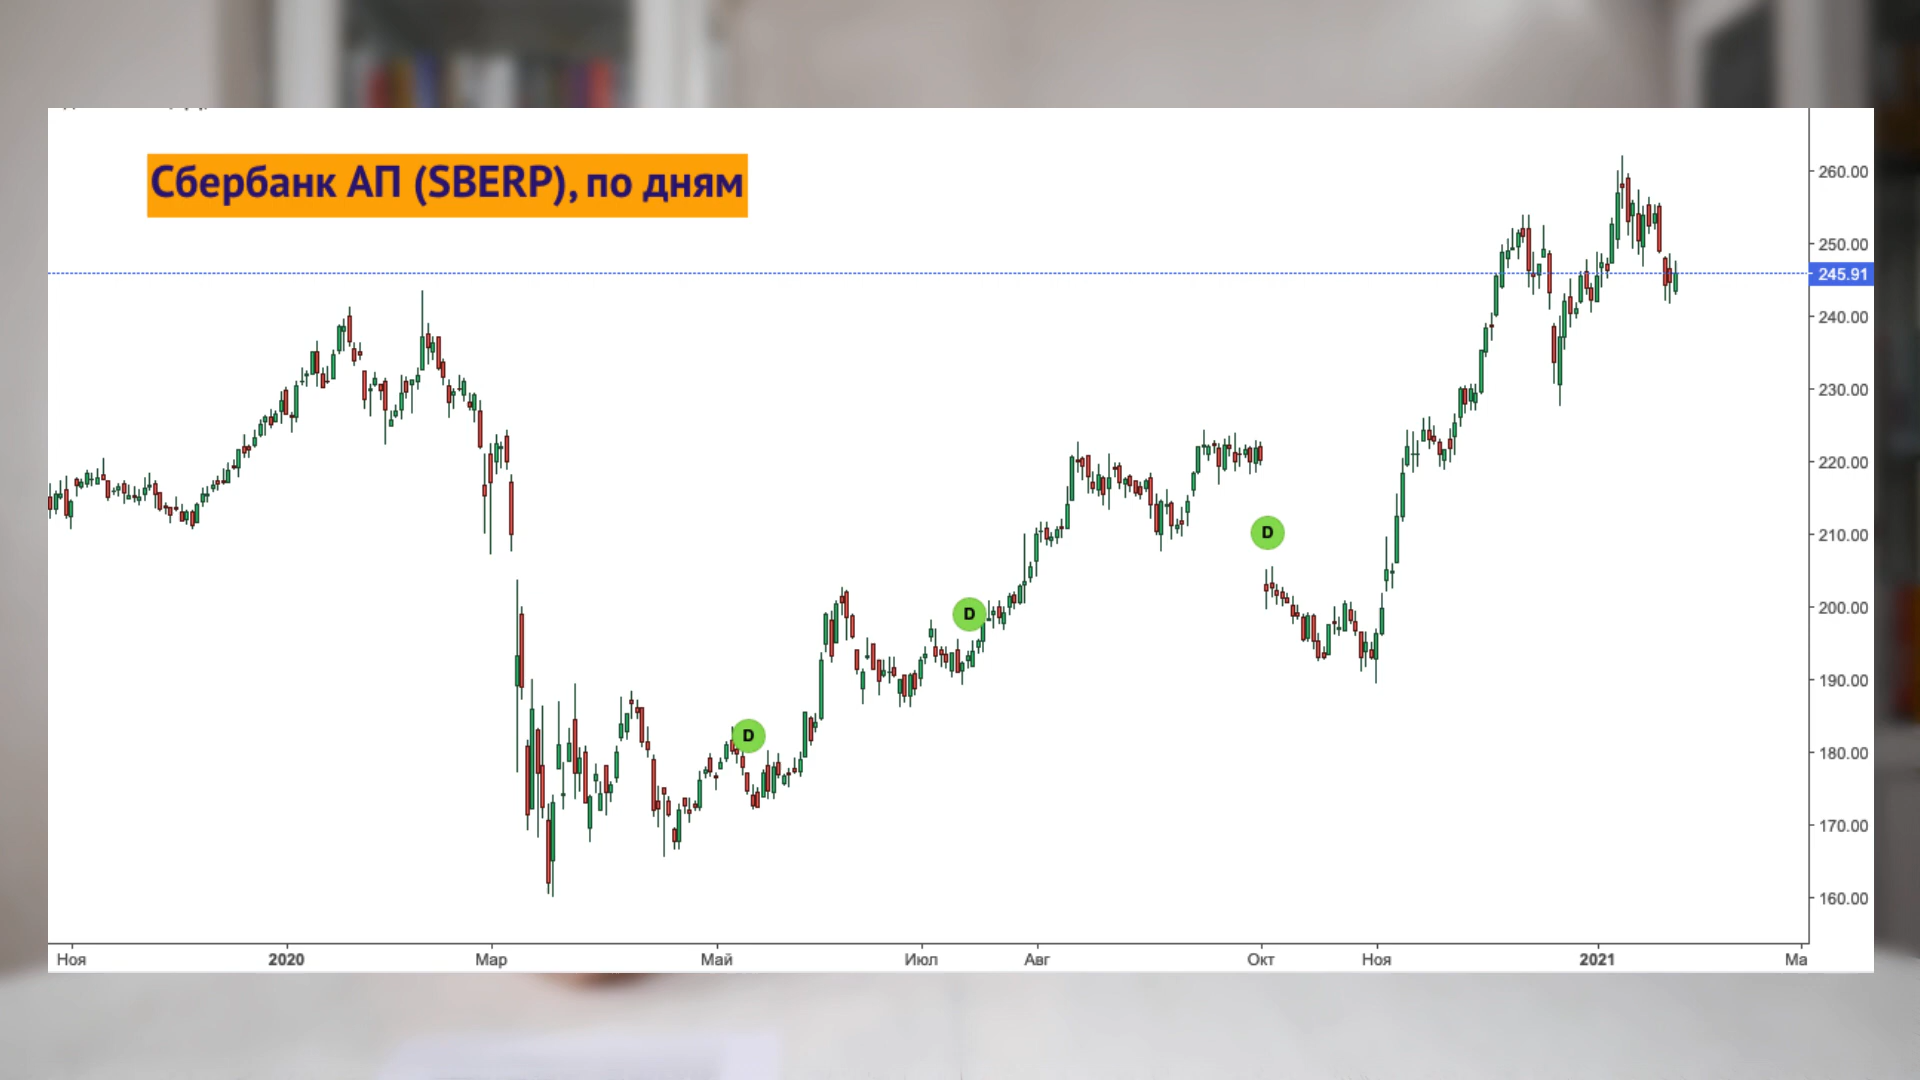 Сбербанк АП (SBERP), по дням
260.00
250.00
245.91
240.00
230.00
220.00
210.00
200.00
190.00
180.00
170.00
160.00
D
D
D
Ноя 2020 Мар Май Июл Авг Окт Ноя 2021 Ма